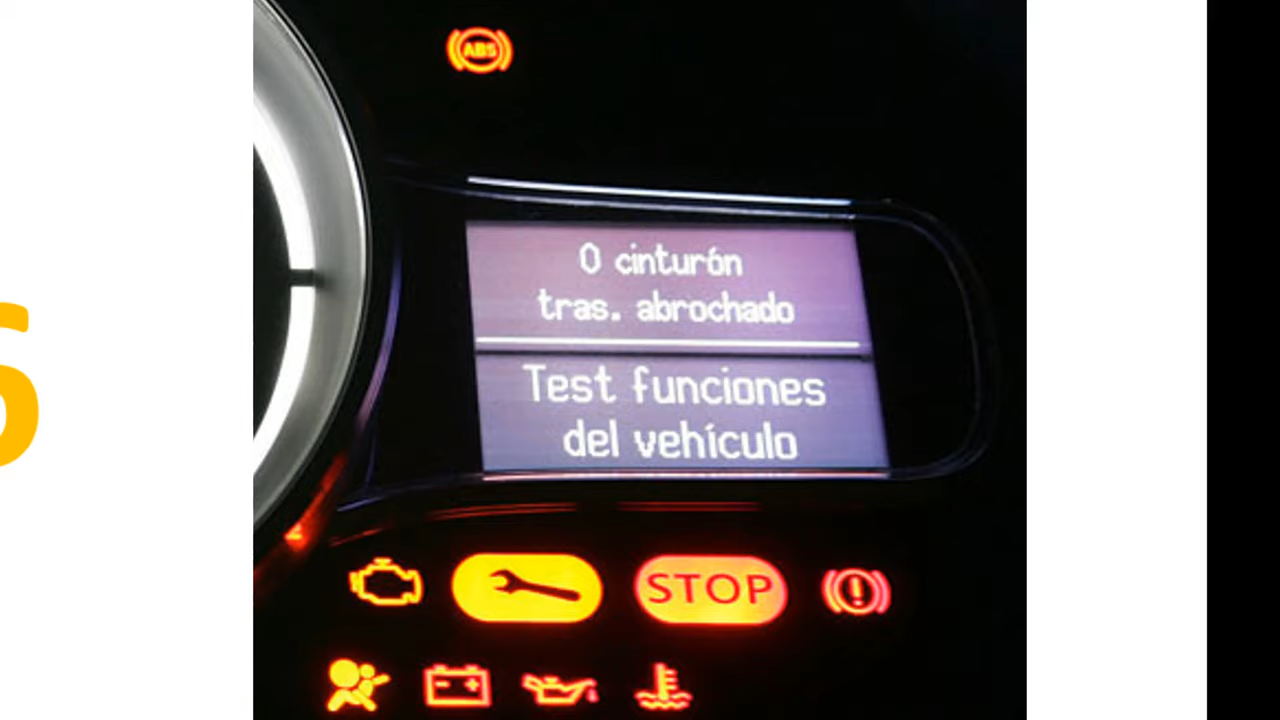 ABS
0 cinturón
tras. abrochado
Test funciones
del vehículo
STOP